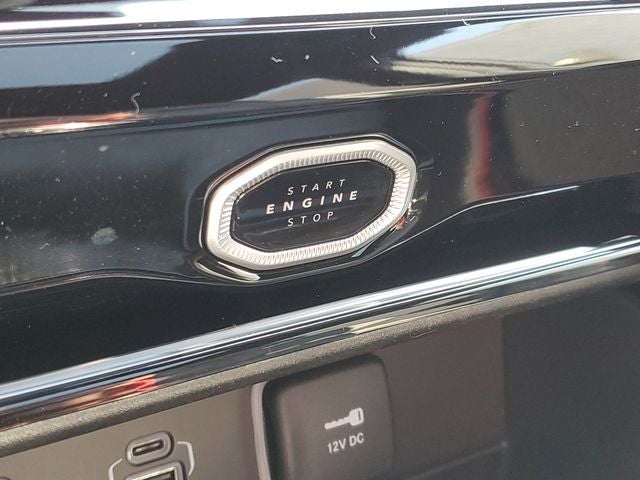 START
ENGINE
STOP
12V DC